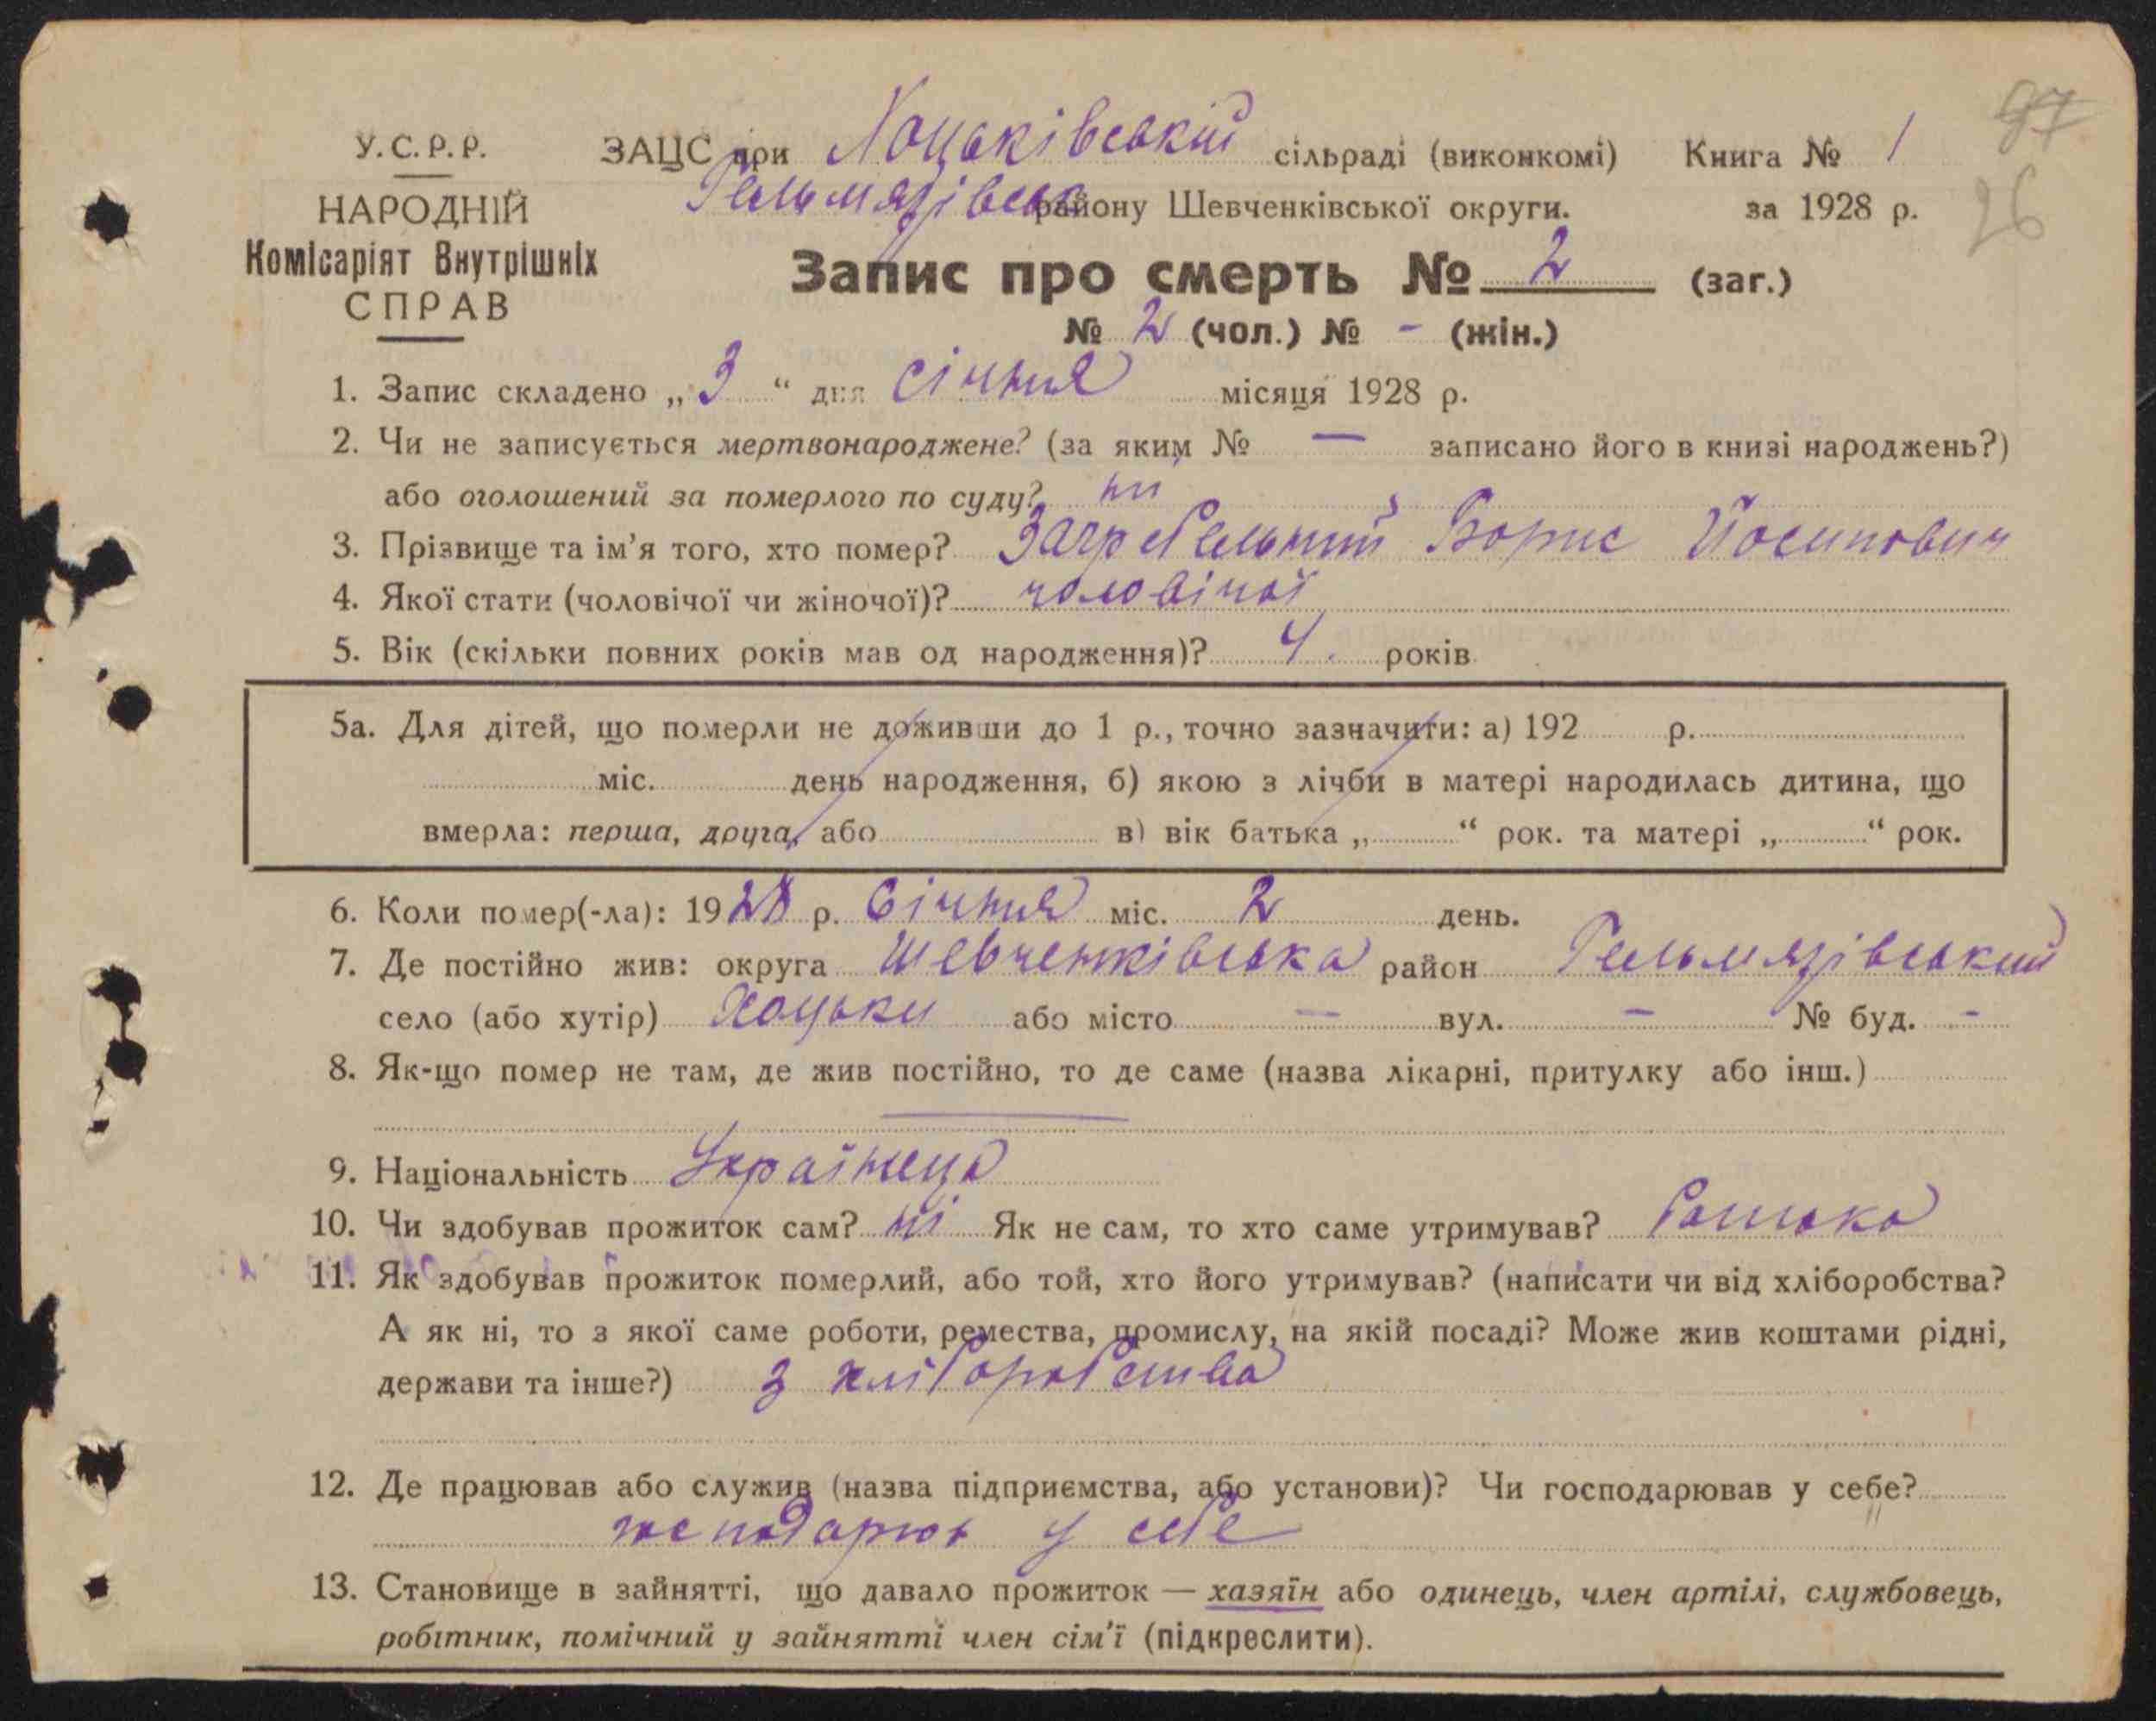 97
26
У.С.Р.Р.
НАРОДНІЙ
Комісаріят Внутрішніх
СПРАВ
ЗАЦС при Хоцьківській сільраді (виконкомі) Книга № 1
Гельмязівськ району Шевченківської округи. за 1928 р.
Запис про смерть № 2 (заг.)
№ 2 (чол.) № - (жін.)
1. Запис складено „3“ дня січння місяця 1928 р.
2. Чи не записується мертвонароджене? (за яким № — записано його в книзі народжень?)
або оголошений за померлого по суду? ні
3. Прізвище та ім'я того, хто помер? Загребельний Борис Йосипович
4. Якої стати (чоловічої чи жіночої)? чоловічої
5. Вік (скільки повних років мав од народження)? 4. років
5а. Для дітей, що померли не доживши до 1 р., точно зазначити: а) 192 р.
міс. день народження, б) якою з лічби в матері народилась дитина, що
вмерла: перша, друга, або в) вік батька „ “ рок. та матері „ “ рок.
6. Коли помер(-ла): 1928 р. Січння міс. 2 день.
7. Де постійно жив: округа Шевченківська район Гельмязівський
село (або хутір) Хоцьки або місто — вул. - № буд. -
8. Як-що помер не там, де жив постійно, то де саме (назва лікарні, притулку або інш.)
—
9. Національність Українець
10. Чи здобував прожиток сам? ні Як не сам, то хто саме утримував? батько
11. Як здобував прожиток померлий, або той, хто його утримував? (написати чи від хліборобства?
А як ні, то з якої саме роботи, ремества, промислу, на якій посаді? Може жив коштами рідні,
держави та інше?) з хліборобства
12. Де працював або служив (назва підприємства, або установи)? Чи господарював у себе?
господарюв у себе
13. Становище в зайнятті, що давало прожиток — хазяїн або одинець, член артілі, службовець,
робітник, помічний у зайнятті член сім'ї (підкреслити).